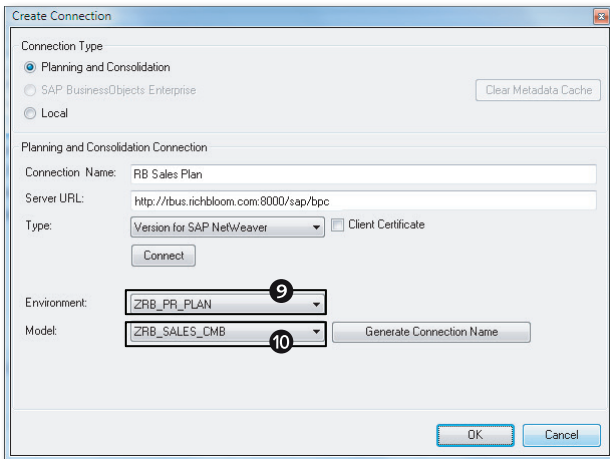 Create Connection
Connection Type
Planning and Consolidation
SAP BusinessObjects Enterprise
Clear Metadata Cache
Local
Planning and Consolidation Connection
Connection Name: RB Sales Plan
Server URL: http://rbus.richbloom.com:8000/sap/bpc
Type: Version for SAP NetWeaver Client Certificate
Connect
9
Environment: ZRB_PR_PLAN
Model: ZRB_SALES_CMB Generate Connection Name
10
OK Cancel